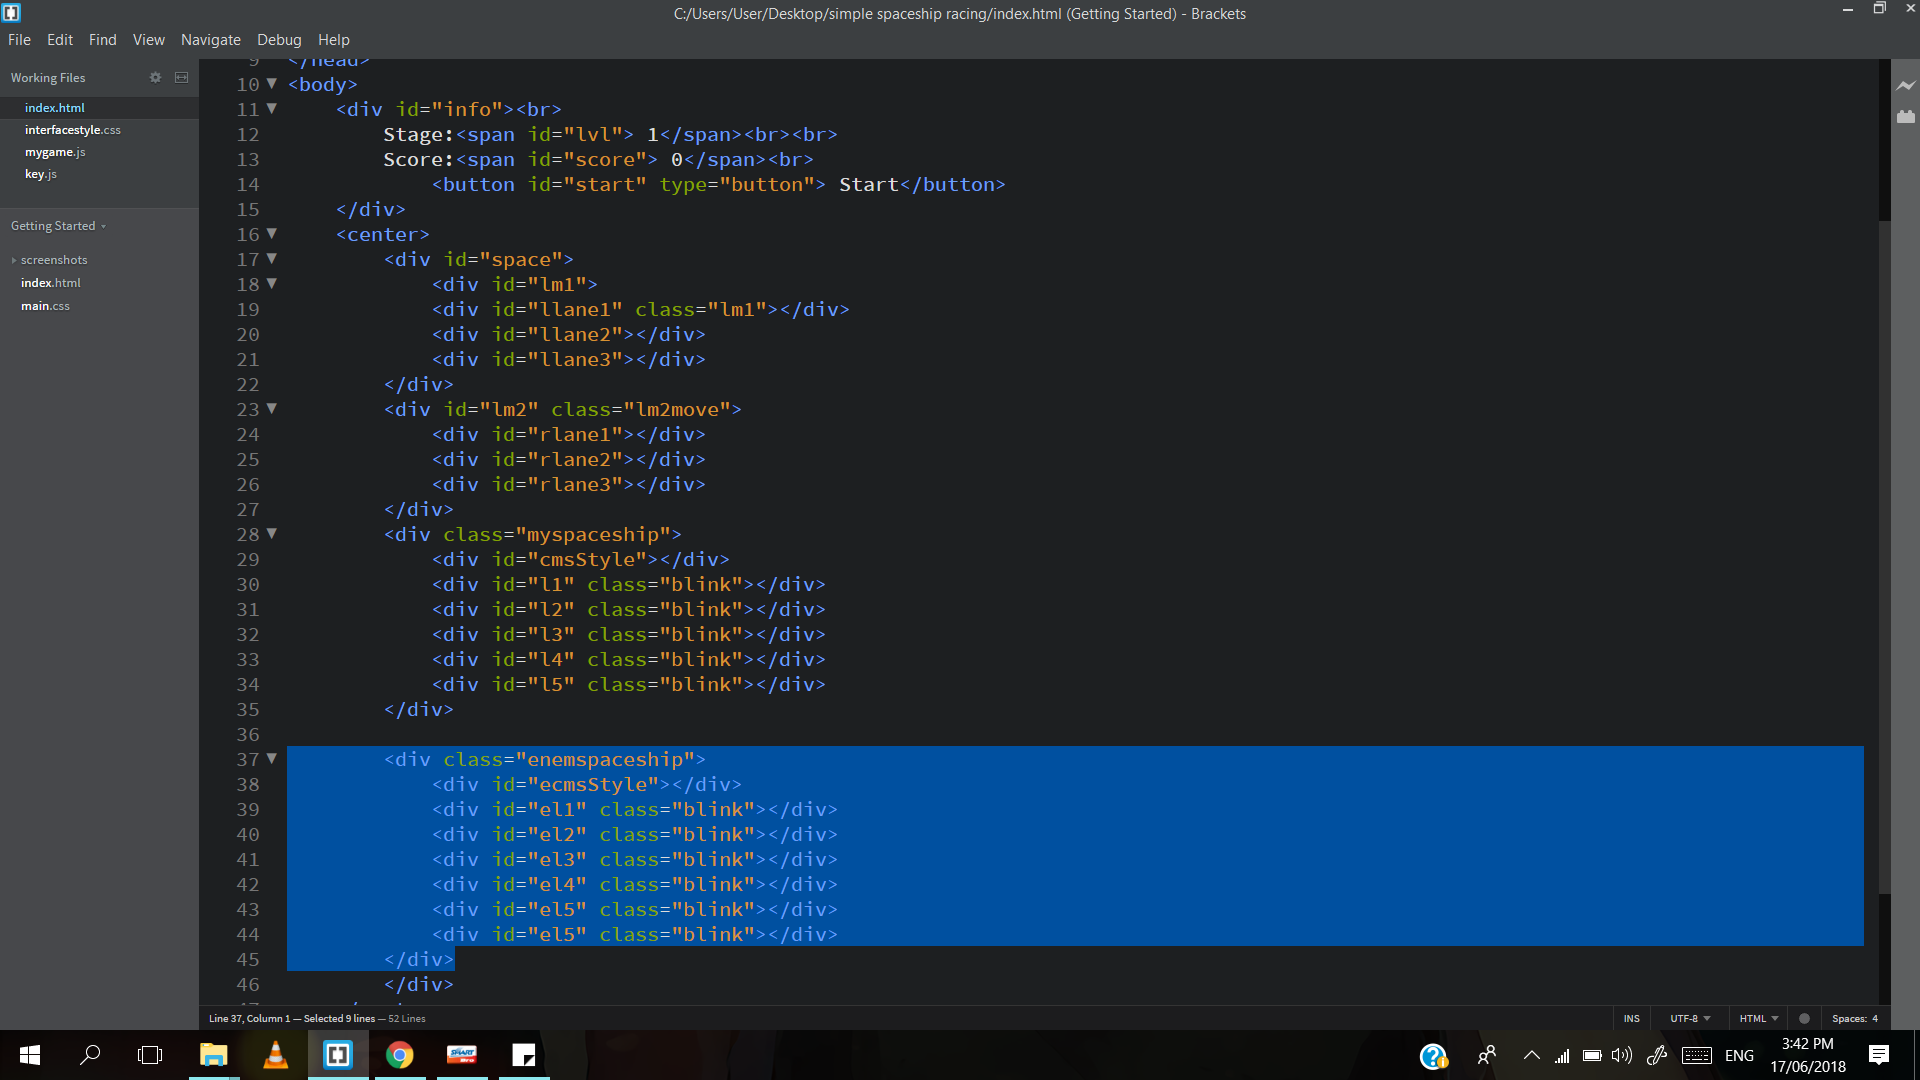 C:/Users/User/Desktop/simple spaceship racing/index.html (Getting Started) - Brackets
File Edit Find View Navigate Debug Help
Working Files
index.html
interfacestyle.css
mygame.js
key.js
Getting Started
screenshots
index.html
main.css
9 </head>
10 <body>
11 <div id="info"><br>
12 Stage:<span id="lvl"> 1</span><br><br>
13 Score:<span id="score"> 0</span><br>
14 <button id="start" type="button"> Start</button>
15 </div>
16 <center>
17 <div id="space">
18 <div id="lm1">
19 <div id="llane1" class="lm1"></div>
20 <div id="llane2"></div>
21 <div id="llane3"></div>
22 </div>
23 <div id="lm2" class="lm2move">
24 <div id="rlane1"></div>
25 <div id="rlane2"></div>
26 <div id="rlane3"></div>
27 </div>
28 <div class="myspaceship">
29 <div id="cmsStyle"></div>
30 <div id="l1" class="blink"></div>
31 <div id="l2" class="blink"></div>
32 <div id="l3" class="blink"></div>
33 <div id="l4" class="blink"></div>
34 <div id="l5" class="blink"></div>
35 </div>
36
37 <div class="enemspaceship">
38 <div id="ecmsStyle"></div>
39 <div id="el1" class="blink"></div>
40 <div id="el2" class="blink"></div>
41 <div id="el3" class="blink"></div>
42 <div id="el4" class="blink"></div>
43 <div id="el5" class="blink"></div>
44 <div id="el5" class="blink"></div>
45 </div>
46 </div>
Line 37, Column 1 — Selected 9 lines — 52 Lines
INS UTF-8 HTML Spaces: 4
SMART
ENG
3:42 PM
17/06/2018